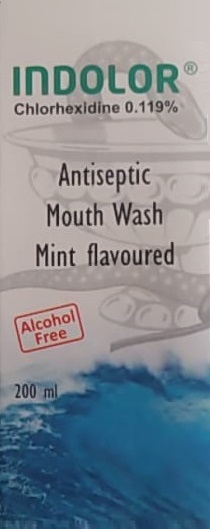 INDOLOR®
Chlorhexidine 0.119%
Antiseptic
Mouth Wash
Mint flavoured
Alcohol
Free
200 ml